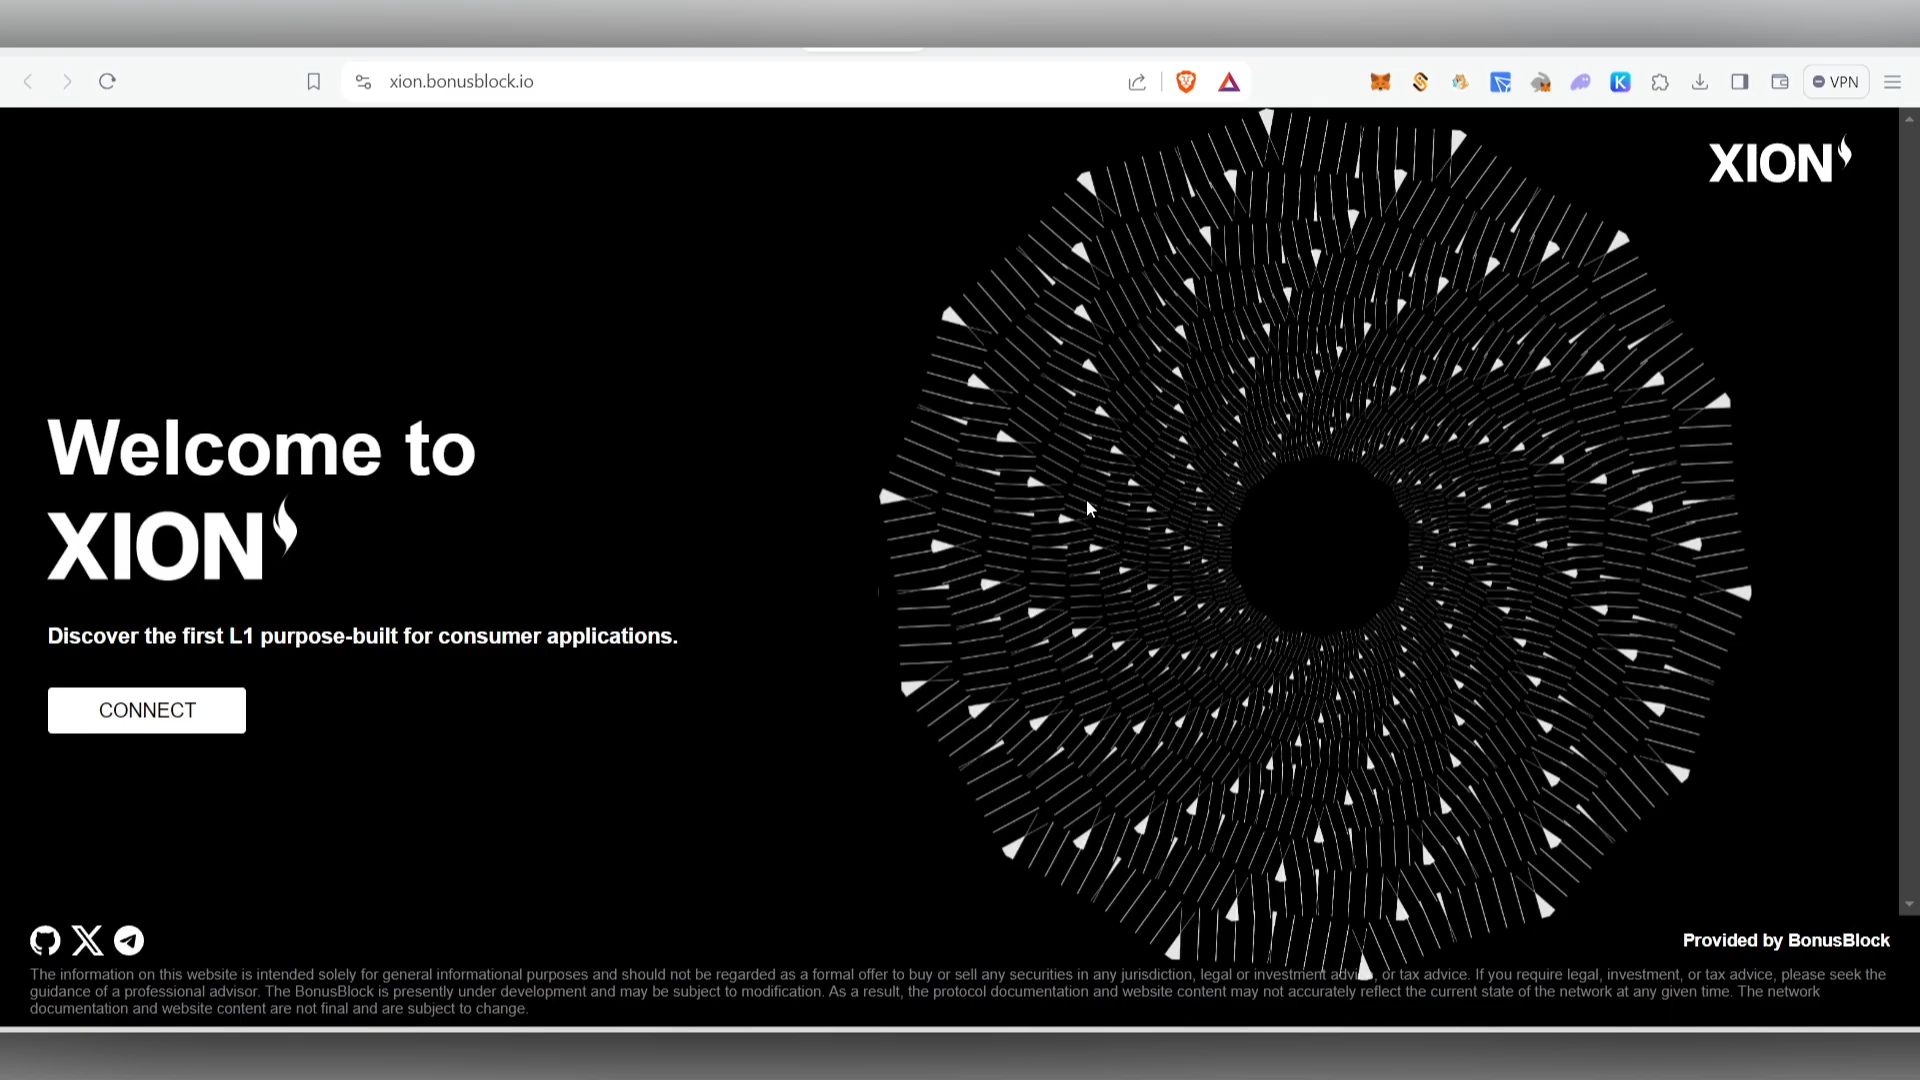 xion.bonusblock.io
VPN
XION
Welcome to
XION
Discover the first L1 purpose-built for consumer applications.
CONNECT
Provided by BonusBlock
The information on this website is intended solely for general informational purposes and should not be regarded as a formal offer to buy or sell any securities in any jurisdiction, legal or investment advice, or tax advice. If you require legal, investment, or tax advice, please seek the
guidance of a professional advisor. The BonusBlock is presently under development and may be subject to modification. As a result, the protocol documentation and website content may not accurately reflect the current state of the network at any given time. The network
documentation and website content are not final and are subject to change.